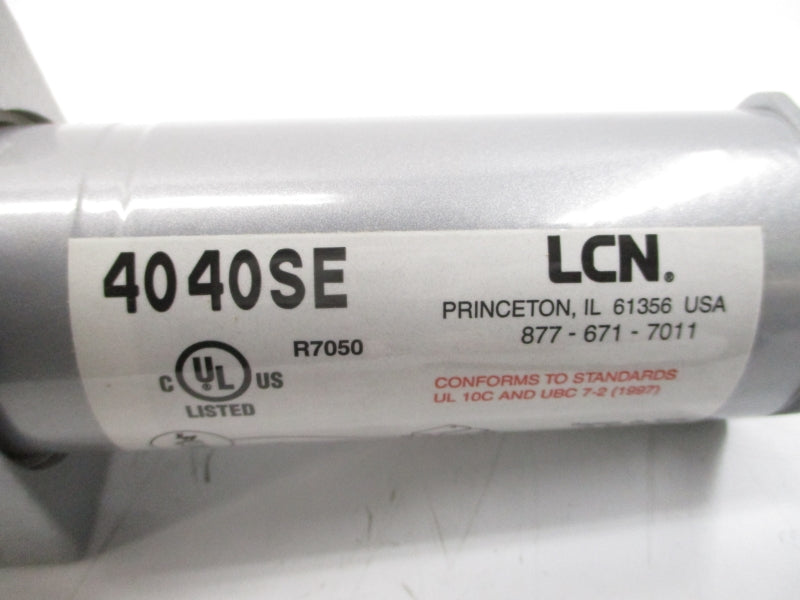 4040SE
LCN®
PRINCETON, IL 61356 USA
877 - 671 - 7011
R7050
C UL US
LISTED
CONFORMS TO STANDARDS
UL 10C AND UBC 7-2 (1997)